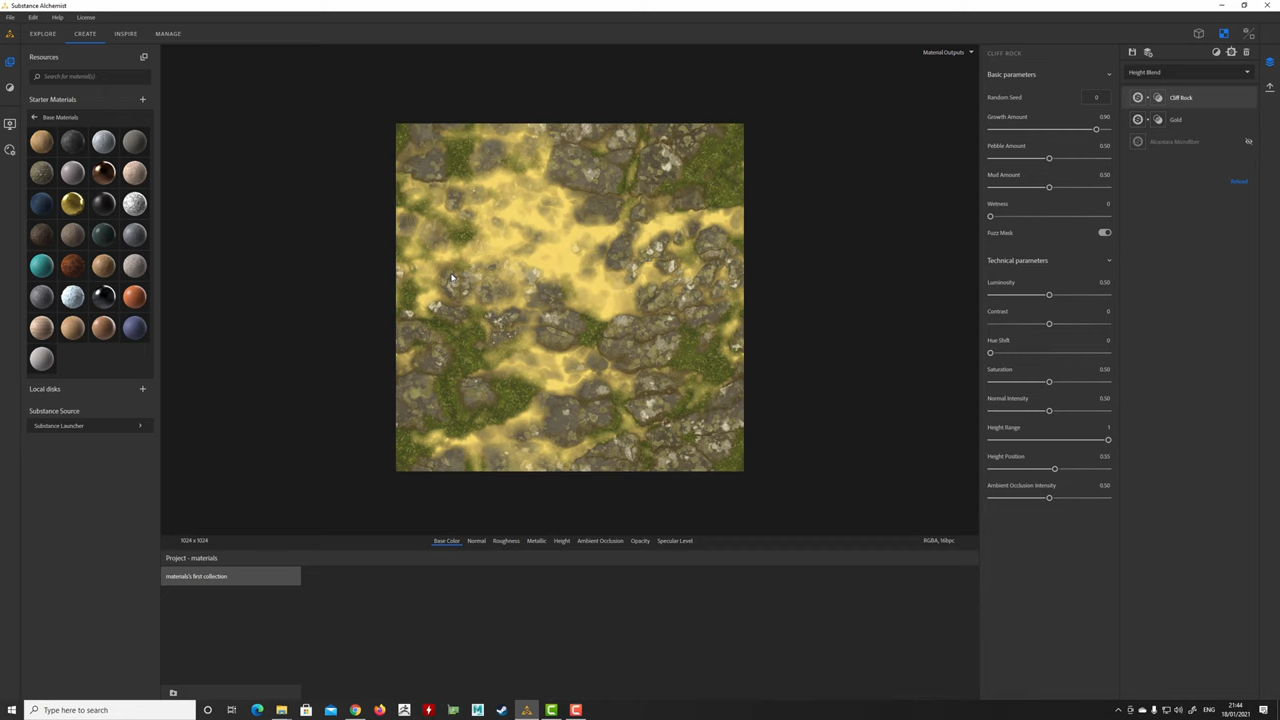 Substance Alchemist
File Edit Help License
EXPLORE CREATE INSPIRE MANAGE
Resources
Search for material(s)
Starter Materials
Base Materials
Local disks
Substance Source
Substance Launcher
Material Outputs
1024 x 1024
Base Color Normal Roughness Metallic Height Ambient Occlusion Opacity Specular Level
RGBA, 16bpc
Project - materials
materials's first collection
CLIFF ROCK
Basic parameters
Random Seed 0
Growth Amount 0.90
Pebble Amount 0.50
Mud Amount 0.50
Wetness 0
Fuzz Mask
Technical parameters
Luminosity 0.50
Contrast 0
Hue Shift 0
Saturation 0.50
Normal Intensity 0.50
Height Range 1
Height Position 0.55
Ambient Occlusion Intensity 0.50
Height Blend
Cliff Rock
Gold
Alcantara Microfiber
Reload
Type here to search
ENG
21:44
18/01/2021